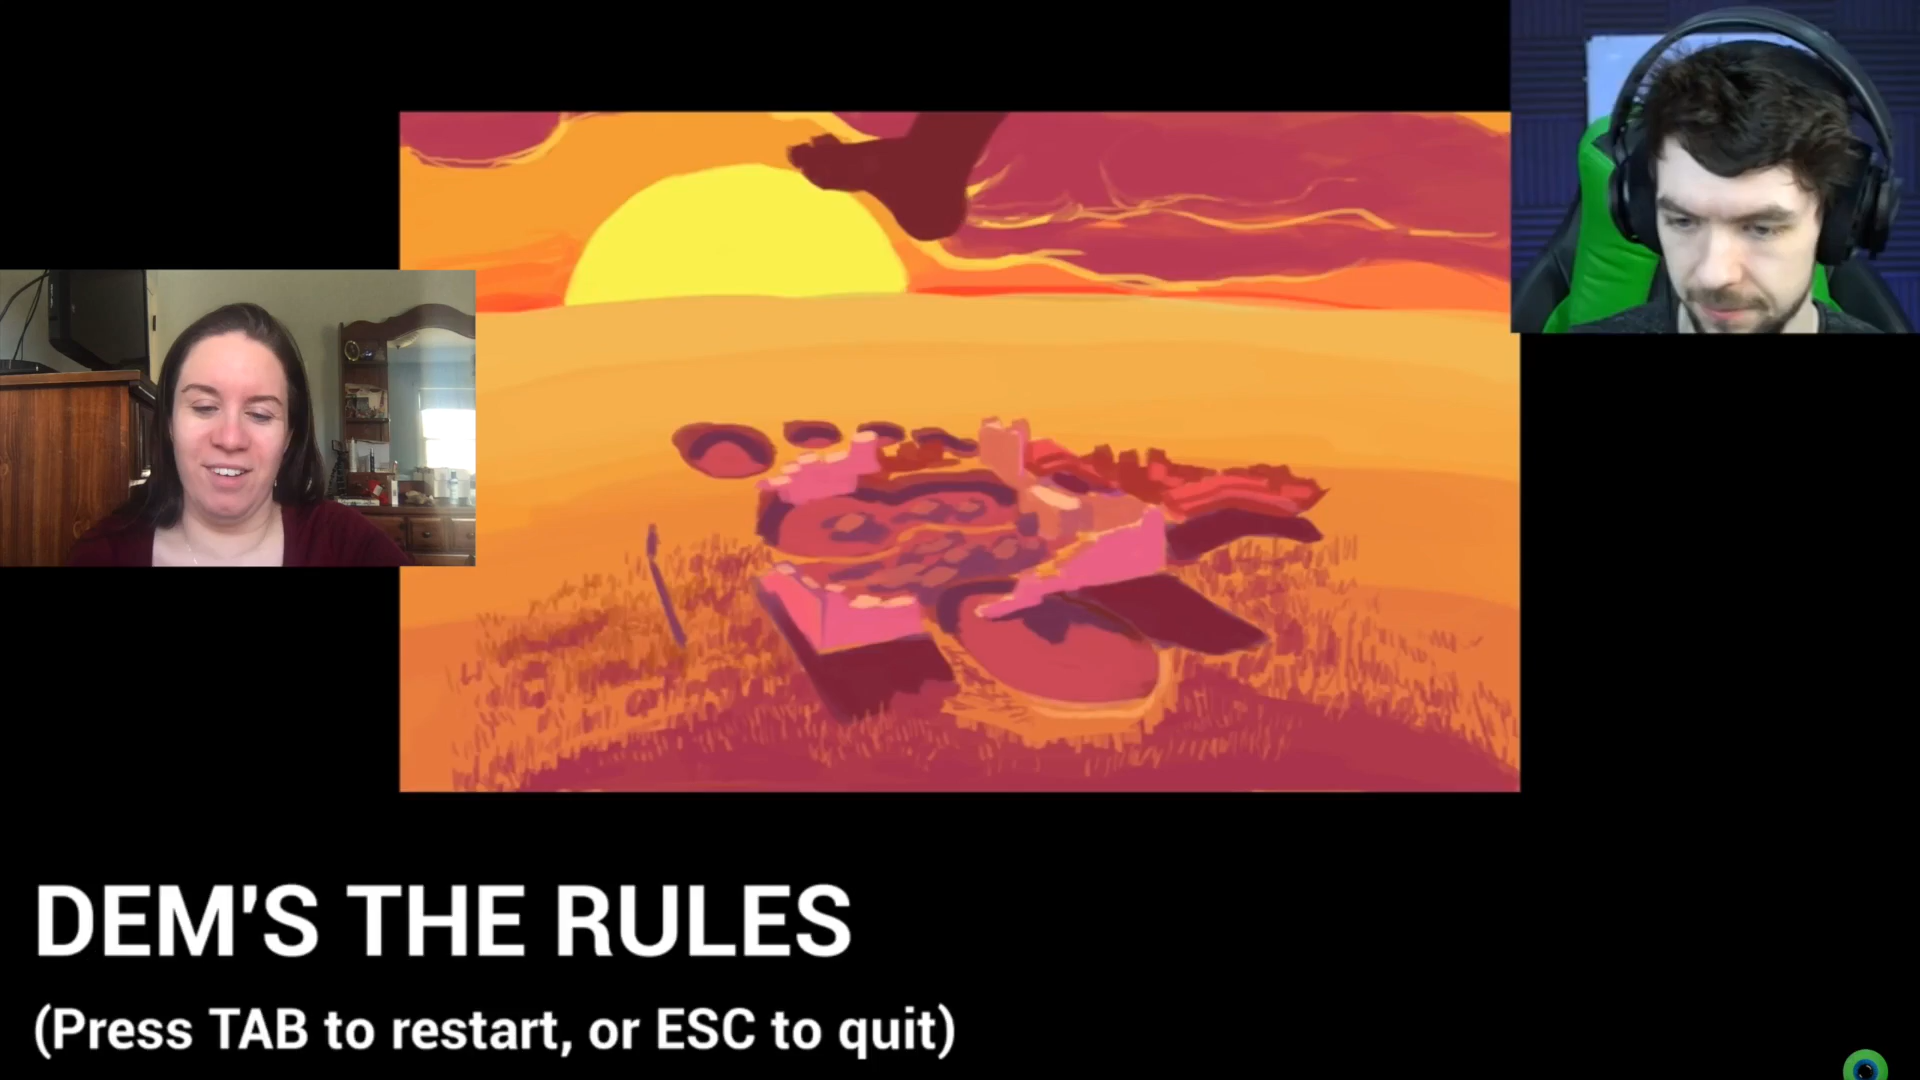 DEM'S THE RULES
(Press TAB to restart, or ESC to quit)